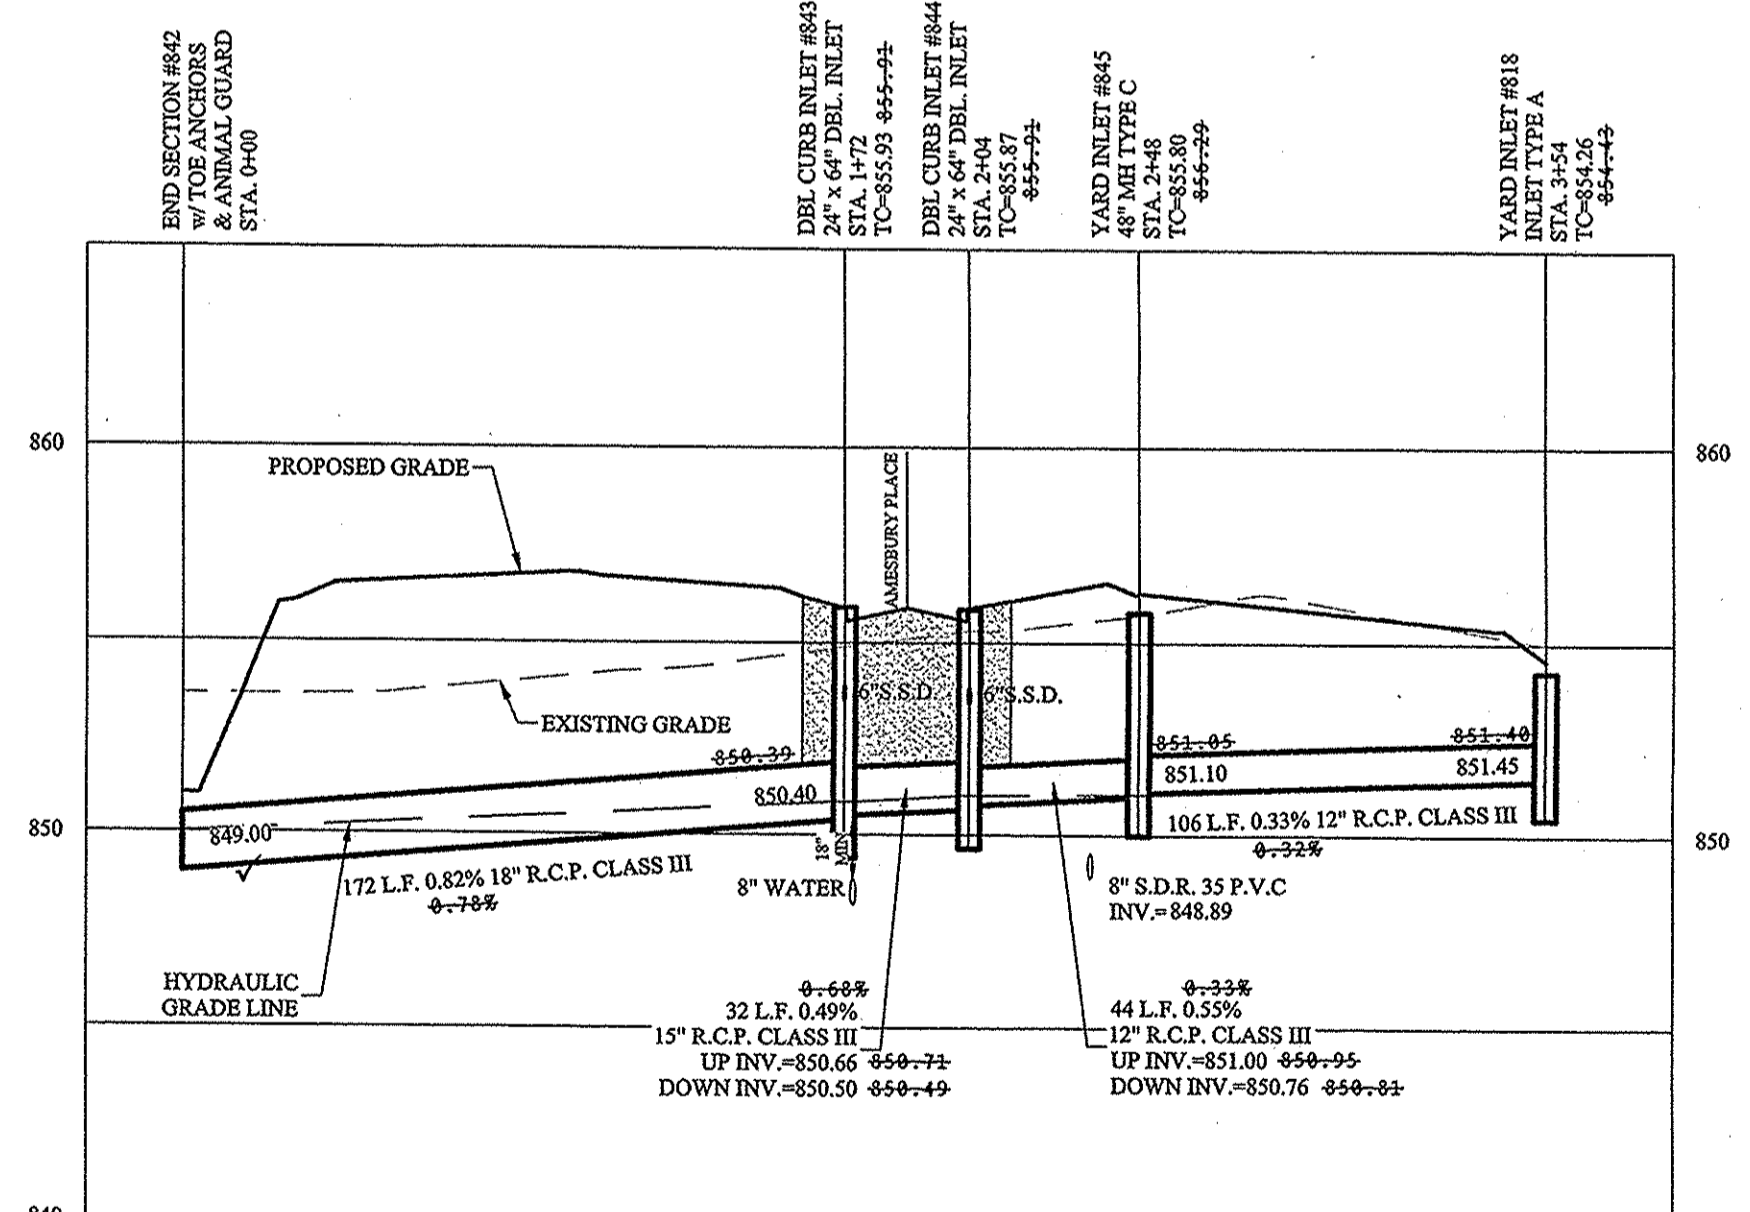 END SECTION #842
w/ TOE ANCHORS
& ANIMAL GUARD
STA. 0+00
DBL CURB INLET #843
24" x 64" DBL. INLET
STA. 1+72
TC=855.93 855.91
DBL CURB INLET #844
24" x 64" DBL. INLET
STA. 2+04
TC=855.87
855.91
YARD INLET #845
48" MH TYPE C
STA. 2+48
TC=855.80
856.29
YARD INLET #818
INLET TYPE A
STA. 3+54
TC=854.26
854.43
860
860
PROPOSED GRADE
AMESBURY PLACE
6"S.S.D.
6"S.S.D.
EXISTING GRADE
850.39
851.05
851.40
850.40
851.10
851.45
850
849.00
18"
MIN
106 L.F. 0.33% 12" R.C.P. CLASS III
0.32%
850
172 L.F. 0.82% 18" R.C.P. CLASS III
0.78%
8" WATER
8" S.D.R. 35 P.V.C
INV.=848.89
HYDRAULIC
GRADE LINE
0.68%
32 L.F. 0.49%
15" R.C.P. CLASS III
UP INV.=850.66 850.71
DOWN INV.=850.50 850.49
0.33%
44 L.F. 0.55%
12" R.C.P. CLASS III
UP INV.=851.00 850.95
DOWN INV.=850.76 850.81